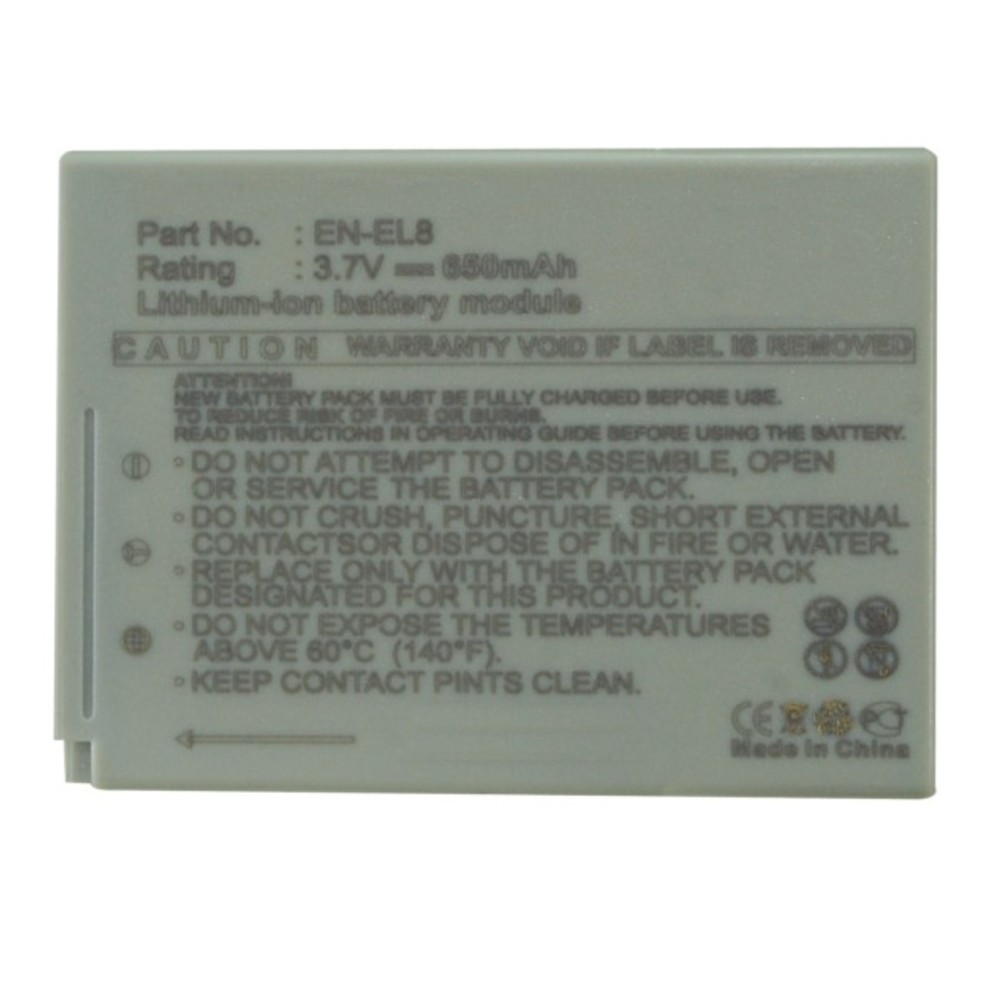 Part No. : EN-EL8
Rating : 3.7V 650mAh
Lithium-ion battery module
CAUTION WARRANTY VOID IF LABEL IS REMOVED
ATTENTION!
NEW BATTERY PACK MUST BE FULLY CHARGED BEFORE USE.
TO REDUCE RISK OF FIRE OR BURNS.
READ INSTRUCTIONS IN OPERATING GUIDE BEFORE USING THE BATTERY.
◦ DO NOT ATTEMPT TO DISASSEMBLE, OPEN
OR SERVICE THE BATTERY PACK.
◦ DO NOT CRUSH, PUNCTURE, SHORT EXTERNAL
CONTACTSOR DISPOSE OF IN FIRE OR WATER.
◦ REPLACE ONLY WITH THE BATTERY PACK
DESIGNATED FOR THIS PRODUCT.
◦ DO NOT EXPOSE THE TEMPERATURES
ABOVE 60°C (140°F).
◦ KEEP CONTACT PINTS CLEAN.
CE
Made in China